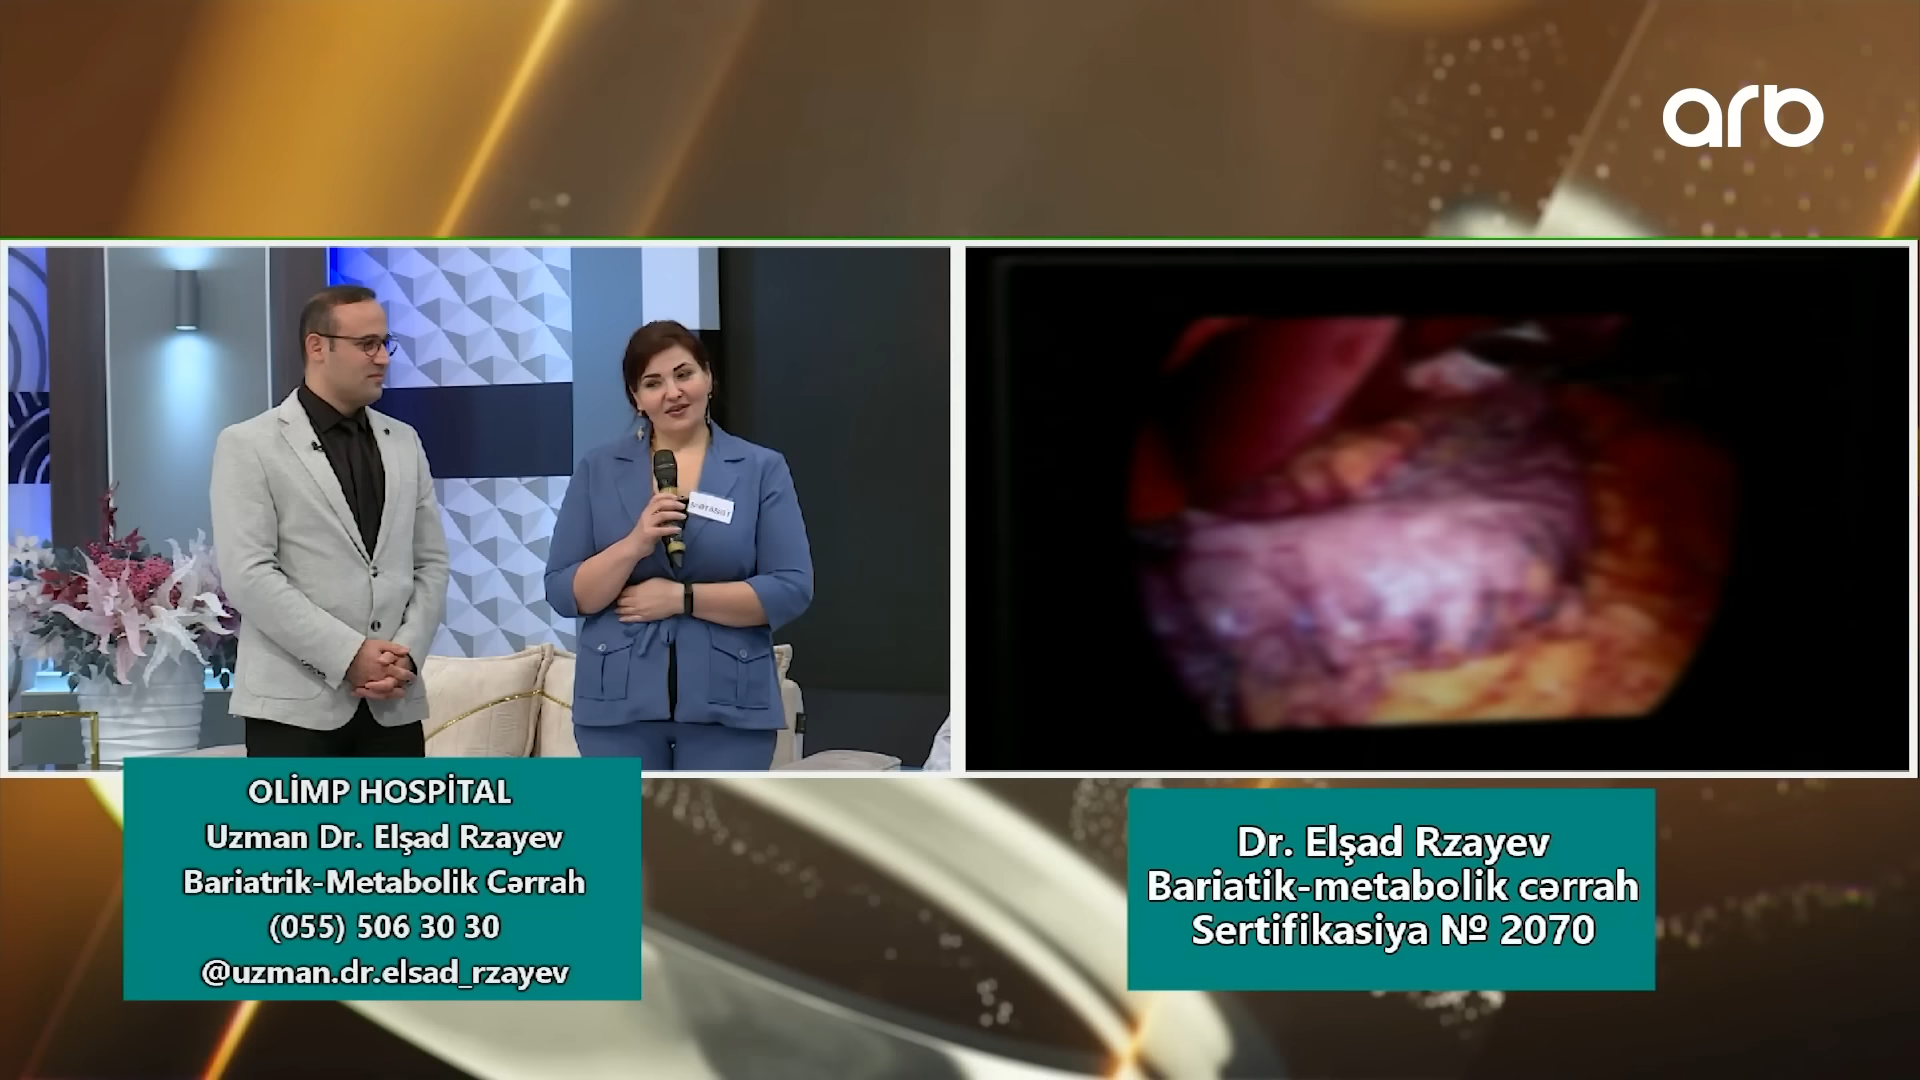 arb
OLİMP HOSPİTAL
Uzman Dr. Elşad Rzayev
Bariatrik-Metabolik Cərrah
(055) 506 30 30
@uzman.dr.elsad_rzayev
Dr. Elşad Rzayev
Bariatik-metabolik cərrah
Sertifikasiya № 2070